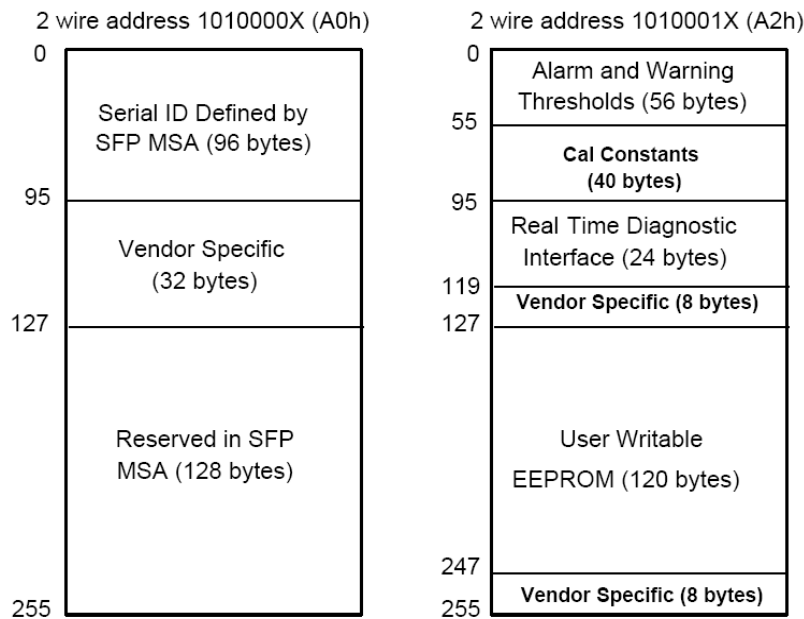 2 wire address 1010000X (A0h)
0
Serial ID Defined by
SFP MSA (96 bytes)
95
Vendor Specific
(32 bytes)
127
Reserved in SFP
MSA (128 bytes)
255
2 wire address 1010001X (A2h)
0
Alarm and Warning
Thresholds (56 bytes)
55
Cal Constants
(40 bytes)
95
Real Time Diagnostic
Interface (24 bytes)
119
Vendor Specific (8 bytes)
127
User Writable
EEPROM (120 bytes)
247
Vendor Specific (8 bytes)
255